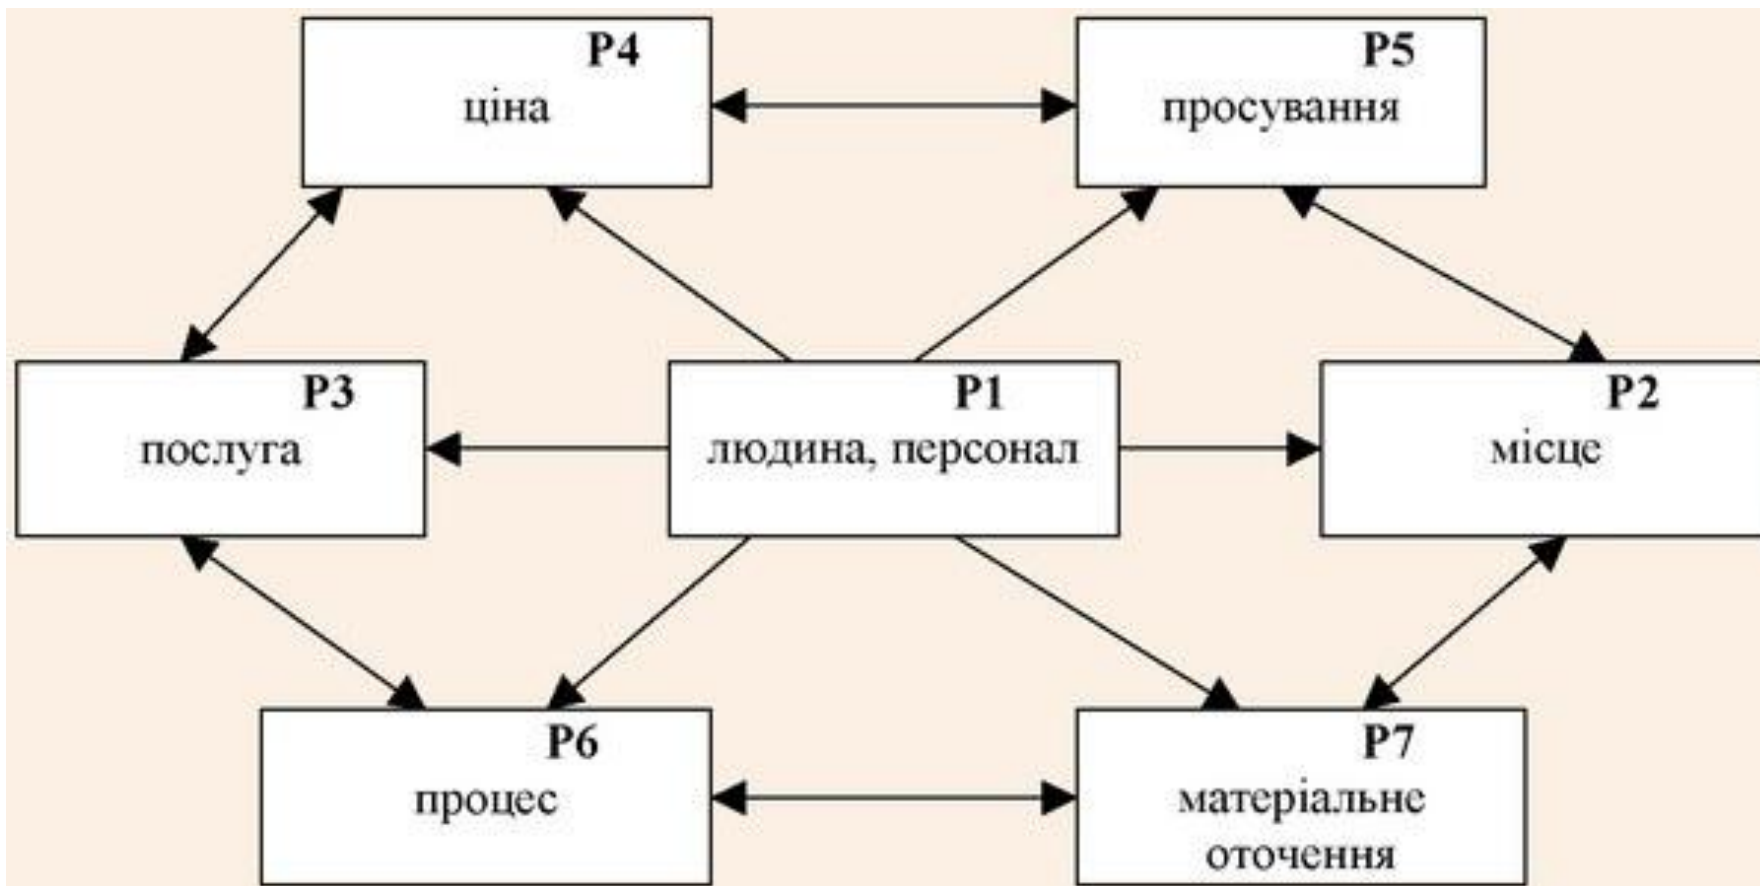 P4
ціна
P5
просування
P3
послуга
P1
людина, персонал
P2
місце
P6
процес
P7
матеріальне
оточення